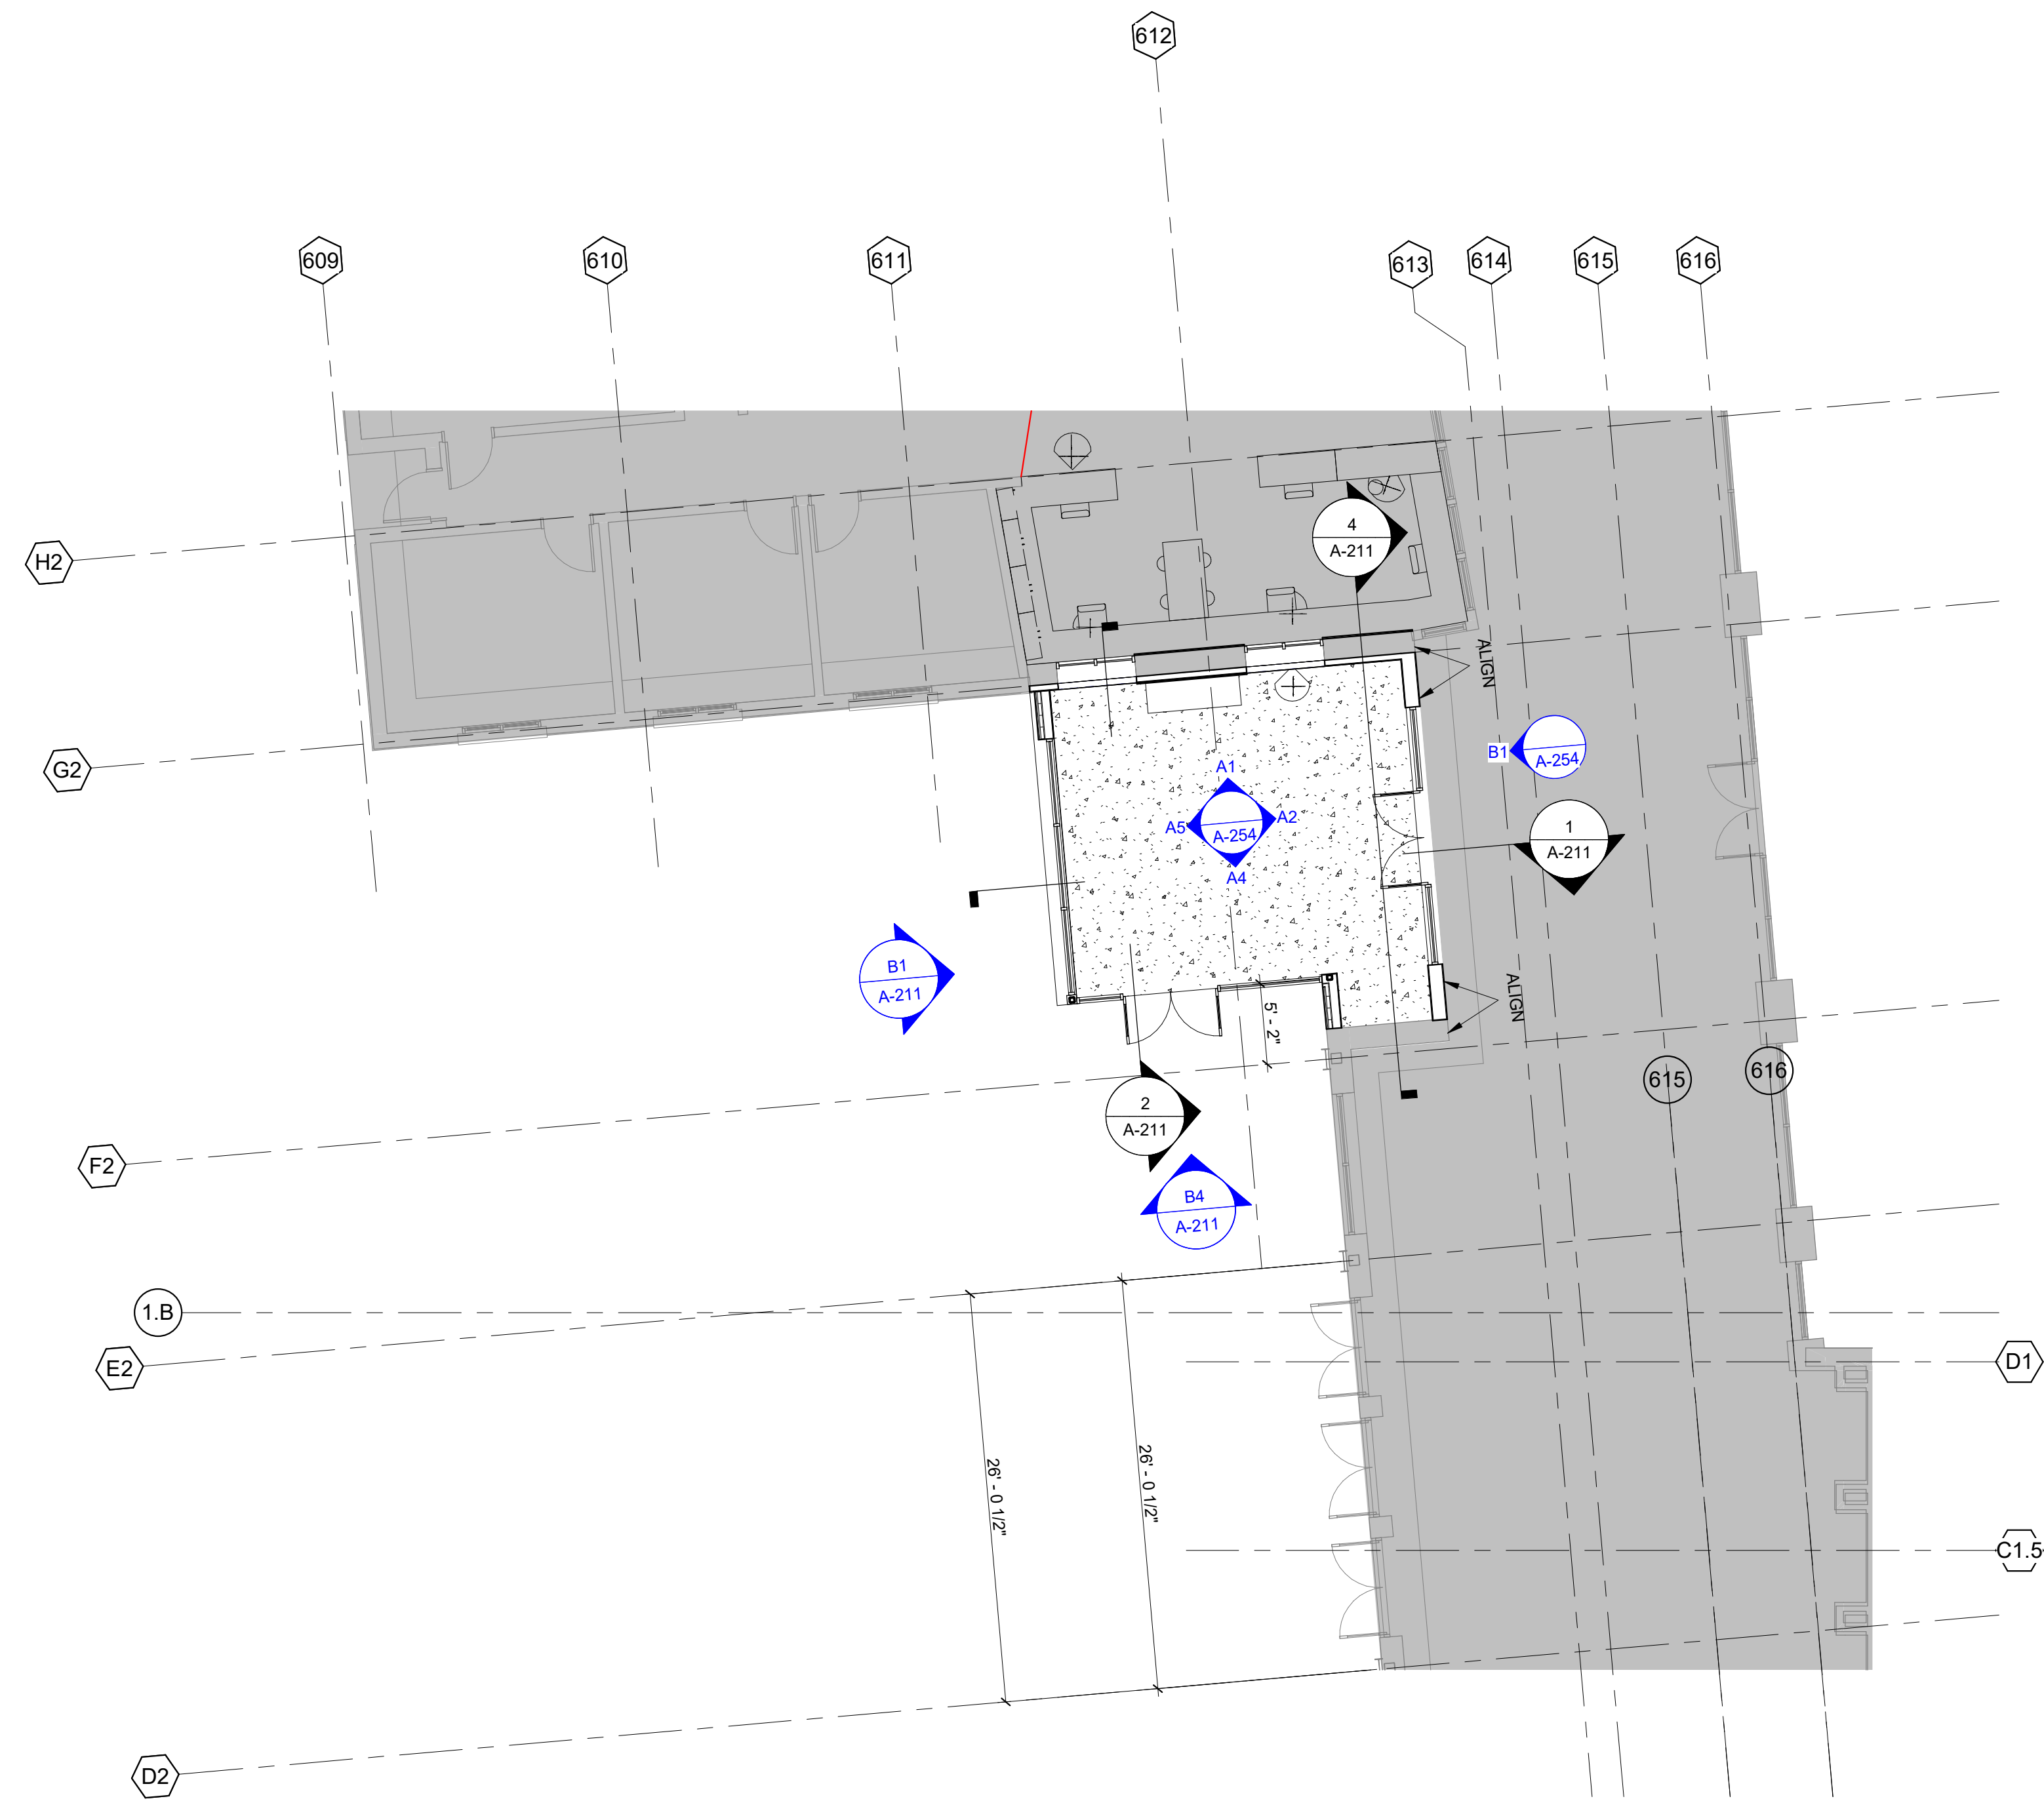 612
609
610
611
613
614
615
616
4
A-211
H2
ALIGN
G2
B1
A-254
A1
A5
A2
A-254
A4
1
A-211
B1
A-211
ALIGN
5' - 2"
615
616
2
A-211
F2
B4
A-211
1.B
E2
D1
26' - 0 1/2"
26' - 0 1/2"
C1.5
D2